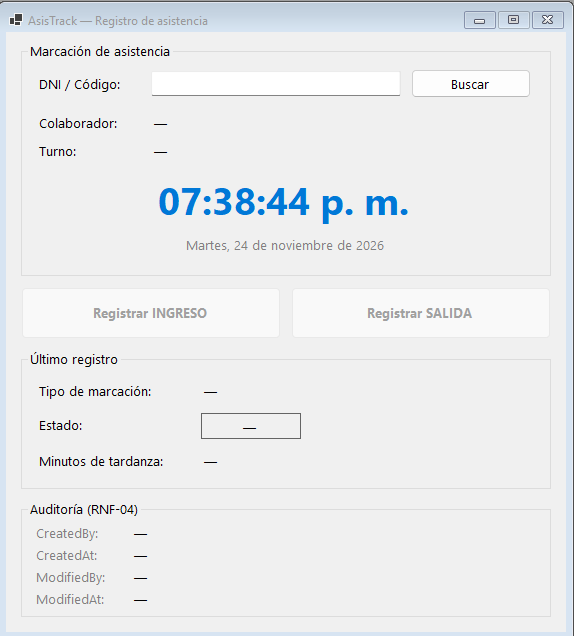 AsisTrack — Registro de asistencia
Marcación de asistencia
DNI / Código:
Buscar
Colaborador: —
Turno: —
07:38:44 p. m.
Martes, 24 de noviembre de 2026
Registrar INGRESO
Registrar SALIDA
Último registro
Tipo de marcación: —
Estado: —
Minutos de tardanza: —
Auditoría (RNF-04)
CreatedBy: —
CreatedAt: —
ModifiedBy: —
ModifiedAt: —